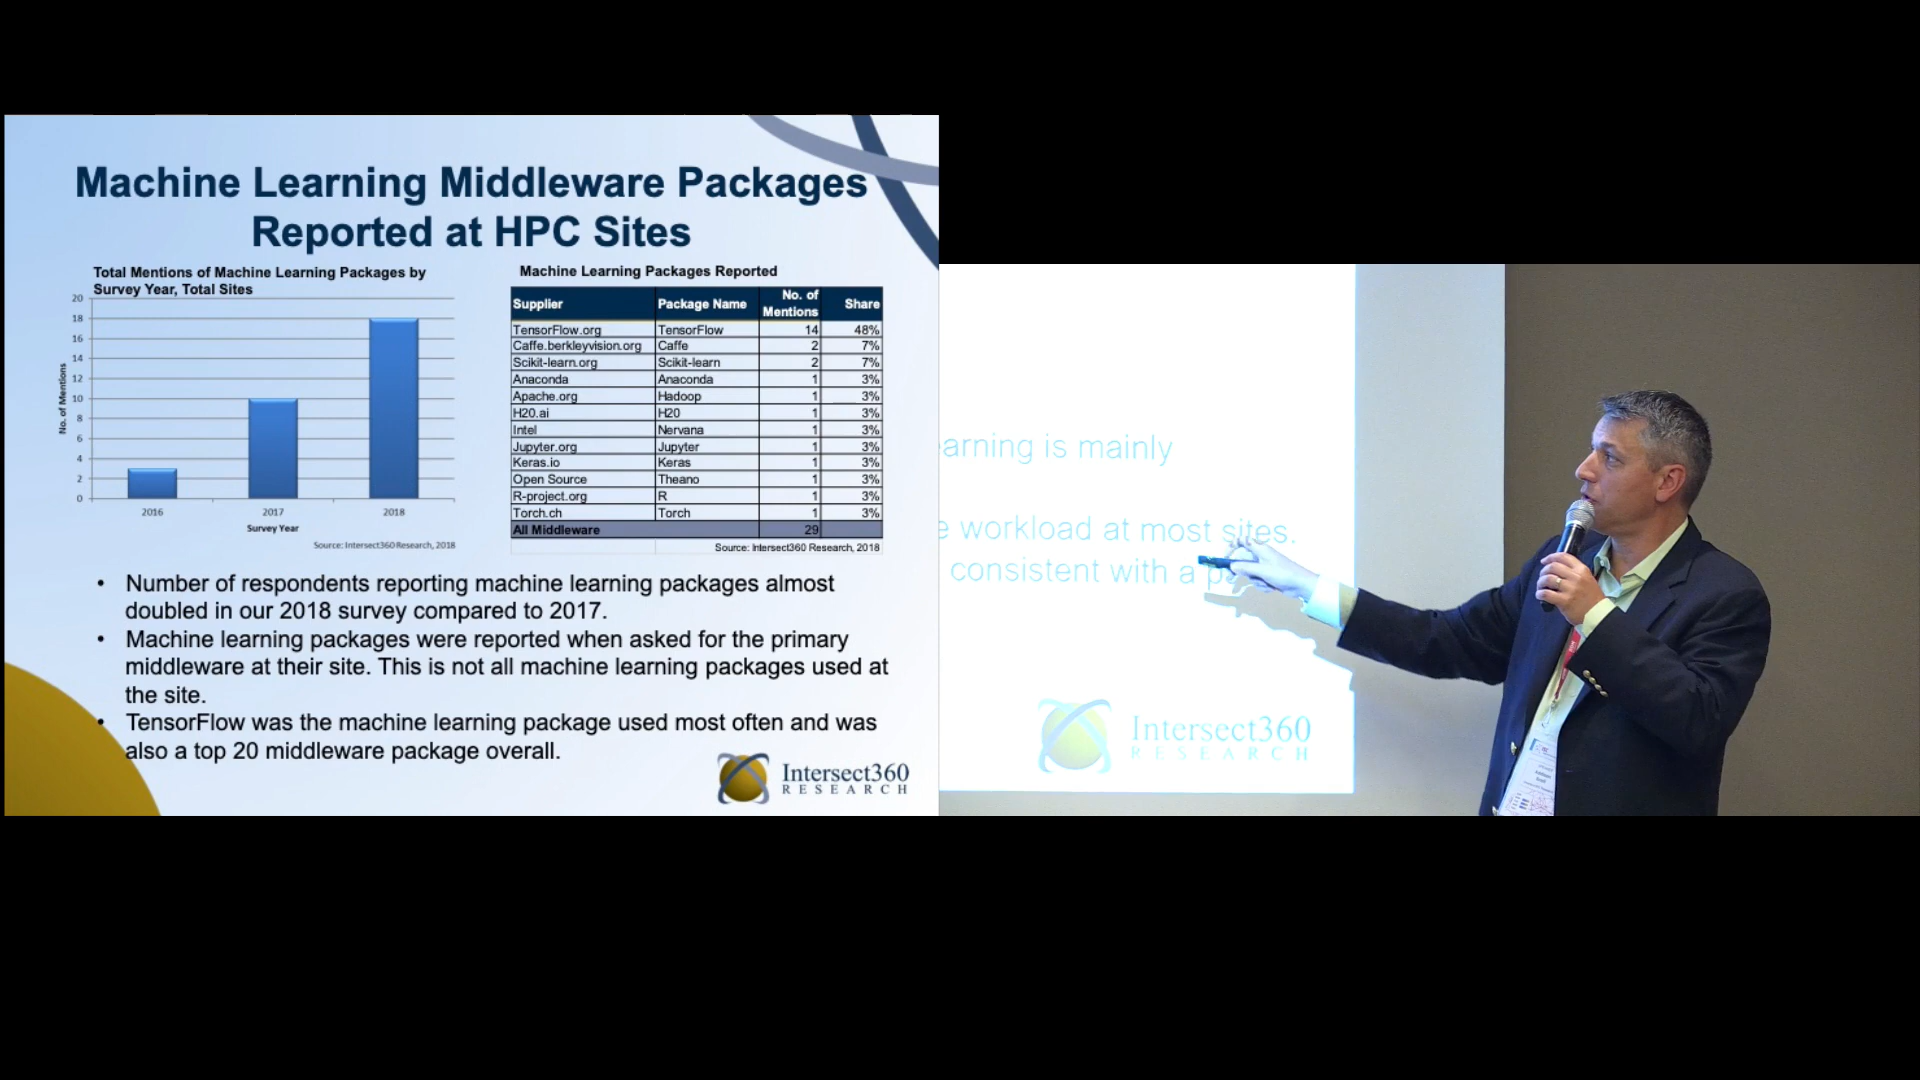 Machine Learning Middleware Packages
Reported at HPC Sites
Total Mentions of Machine Learning Packages by
Survey Year, Total Sites
No. of Mentions
20
18
16
14
12
10
8
6
4
2
0
2016 2017 2018
Survey Year
Source: Intersect360 Research, 2018
Machine Learning Packages Reported
Supplier Package Name No. of Mentions Share
TensorFlow.org TensorFlow 14 48%
Caffe.berkleyvision.org Caffe 2 7%
Scikit-learn.org Scikit-learn 2 7%
Anaconda Anaconda 1 3%
Apache.org Hadoop 1 3%
H20.ai H20 1 3%
Intel Nervana 1 3%
Jupyter.org Jupyter 1 3%
Keras.io Keras 1 3%
Open Source Theano 1 3%
R-project.org R 1 3%
Torch.ch Torch 1 3%
All Middleware 29
Source: Intersect360 Research, 2018
• Number of respondents reporting machine learning packages almost
doubled in our 2018 survey compared to 2017.
• Machine learning packages were reported when asked for the primary
middleware at their site. This is not all machine learning packages used at
the site.
• TensorFlow was the machine learning package used most often and was
also a top 20 middleware package overall.
Intersect360
RESEARCH
earning is mainly
e workload at most sites.
consistent with a p
Intersect360
RESEARCH